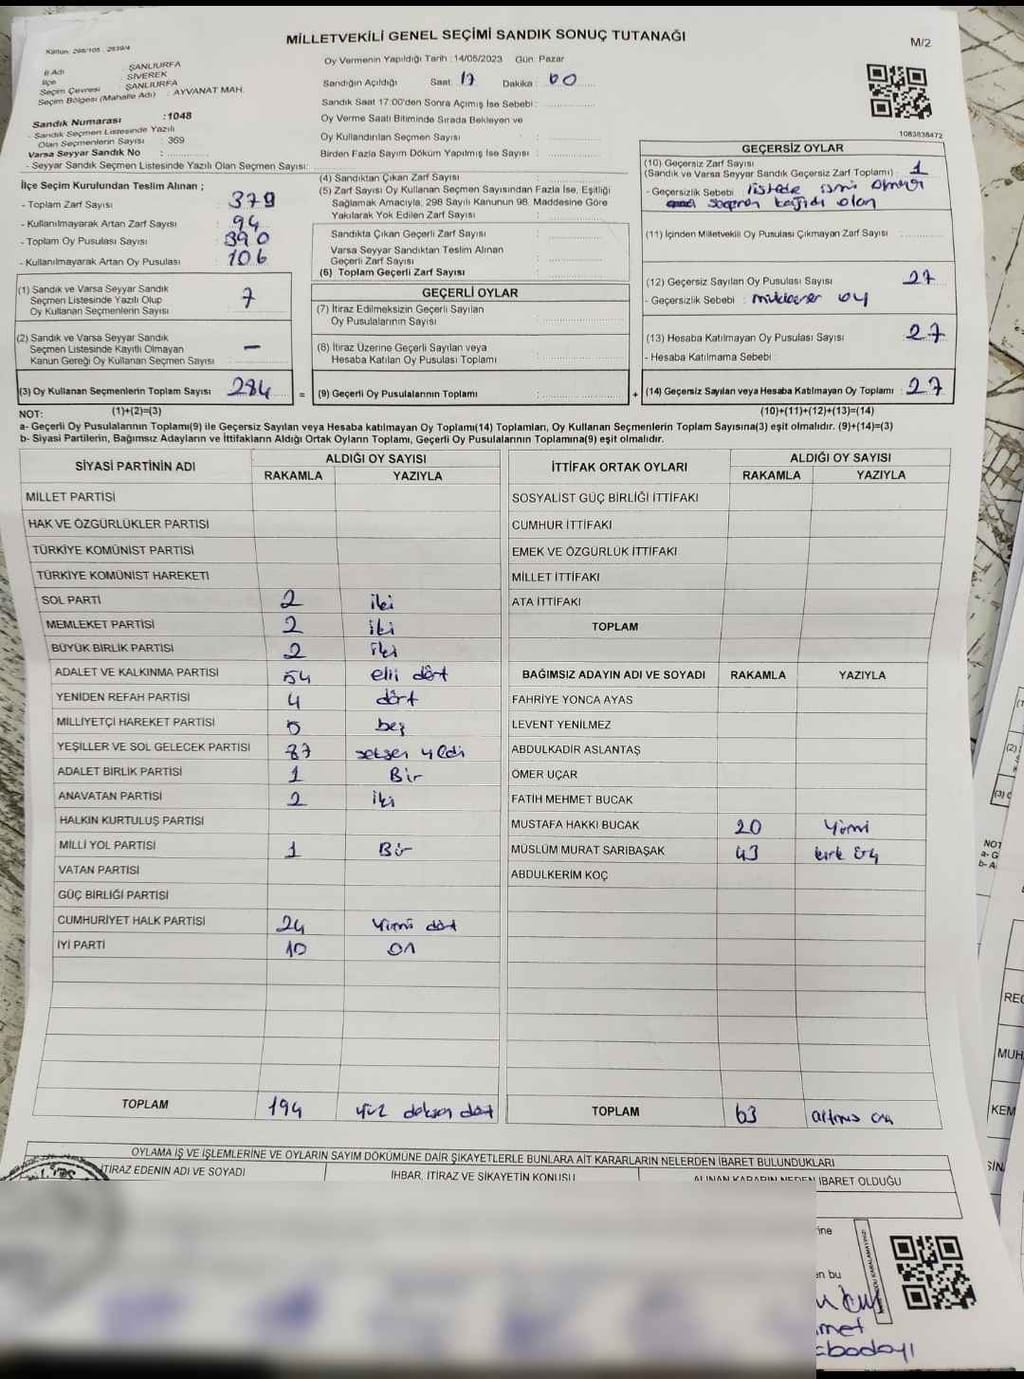 MİLLETVEKİLİ GENEL SEÇİMİ SANDIK SONUÇ TUTANAĞI
M/2
Kanun: 298/105 , 2839/4
İl Adı : ŞANLIURFA
İlçe : SİVEREK
Seçim Çevresi : ŞANLIURFA
Seçim Bölgesi (Mahalle Adı) : AYVANAT MAH.
Sandık Numarası :1048
- Sandık Seçmen Listesinde Yazılı
Olan Seçmenlerin Sayısı : 369
Varsa Seyyar Sandık No :
- Seyyar Sandık Seçmen Listesinde Yazılı Olan Seçmen Sayısı:
Oy Vermenin Yapıldığı Tarih : 14/05/2023 Gün: Pazar
Sandığın Açıldığı Saat: 17 Dakika : 00
Sandık Saat 17:00'den Sonra Açımış İse Sebebi :
Oy Verme Saati Bitiminde Sırada Bekleyen ve
Oy Kullandırılan Seçmen Sayısı :
Birden Fazla Sayım Döküm Yapılmış İse Sayısı :
1083838472
İlçe Seçim Kurulundan Teslim Alınan ;
- Toplam Zarf Sayısı : 379
- Kullanılmayarak Artan Zarf Sayısı : 94
- Toplam Oy Pusulası Sayısı : 390
- Kullanılmayarak Artan Oy Pusulası : 106
(1) Sandık ve Varsa Seyyar Sandık
Seçmen Listesinde Yazılı Olup
Oy Kullanan Seçmenlerin Sayısı : 7
(2) Sandık ve Varsa Seyyar Sandık
Seçmen Listesinde Kayıtlı Olmayan
Kanun Gereği Oy Kullanan Seçmen Sayısı : —
(3) Oy Kullanan Seçmenlerin Toplam Sayısı : 284
(4) Sandıktan Çıkan Zarf Sayısı :
(5) Zarf Sayısı Oy Kullanan Seçmen Sayısından Fazla İse, Eşitliği
Sağlamak Amacıyla, 298 Sayılı Kanunun 98. Maddesine Göre
Yakılarak Yok Edilen Zarf Sayısı :
Sandıkta Çıkan Geçerli Zarf Sayısı :
Varsa Seyyar Sandıktan Teslim Alınan
Geçerli Zarf Sayısı :
(6) Toplam Geçerli Zarf Sayısı :
GEÇERLİ OYLAR
(7) İtiraz Edilmeksizin Geçerli Sayılan
Oy Pusulalarının Sayısı :
(8) İtiraz Üzerine Geçerli Sayılan veya
Hesaba Katılan Oy Pusulası Toplamı :
= (9) Geçerli Oy Pusulalarının Toplamı :
GEÇERSİZ OYLAR
(10) Geçersiz Zarf Sayısı
(Sandık ve Varsa Seyyar Sandık Geçersiz Zarf Toplamı) : 1
- Geçersizlik Sebebi : listede ismi
kağıdı olan
(11) İçinden Milletvekili Oy Pusulası Çıkmayan Zarf Sayısı :
(12) Geçersiz Sayılan Oy Pusulası Sayısı : 27
- Geçersizlik Sebebi : mükerrer oy
(13) Hesaba Katılmayan Oy Pusulası Sayısı : 27
- Hesaba Katılmama Sebebi :
+ (14) Geçersiz Sayılan veya Hesaba Katılmayan Oy Toplamı : 27
NOT: (1)+(2)=(3)
(10)+(11)+(12)+(13)=(14)
a- Geçerli Oy Pusulalarının Toplamı(9) ile Geçersiz Sayılan veya Hesaba katılmayan Oy Toplamı(14) Toplamları, Oy Kullanan Seçmenlerin Toplam Sayısına(3) eşit olmalıdır. (9)+(14)=(3)
b- Siyasi Partilerin, Bağımsız Adayların ve İttifakların Aldığı Ortak Oyların Toplamı, Geçerli Oy Pusulalarının Toplamına(9) eşit olmalıdır.
SİYASİ PARTİNİN ADI
ALDIĞI OY SAYISI
RAKAMLA YAZIYLA
MİLLET PARTİSİ
HAK VE ÖZGÜRLÜKLER PARTİSİ
TÜRKİYE KOMÜNİST PARTİSİ
TÜRKİYE KOMÜNİST HAREKETİ
SOL PARTİ 2 iki
MEMLEKET PARTİSİ 2 iki
BÜYÜK BİRLİK PARTİSİ 2 iki
ADALET VE KALKINMA PARTİSİ 54 elli dört
YENİDEN REFAH PARTİSİ 4 dört
MİLLİYETÇİ HAREKET PARTİSİ 5 beş
YEŞİLLER VE SOL GELECEK PARTİSİ 87 seksen yedi
ADALET BİRLİK PARTİSİ 1 Bir
ANAVATAN PARTİSİ 2 iki
HALKIN KURTULUŞ PARTİSİ
MİLLİ YOL PARTİSİ 1 Bir
VATAN PARTİSİ
GÜÇ BİRLİĞİ PARTİSİ
CUMHURİYET HALK PARTİSİ 24 yirmi dört
İYİ PARTİ 10 on
TOPLAM 194 yüz doksan dört
İTTİFAK ORTAK OYLARI
ALDIĞI OY SAYISI
RAKAMLA YAZIYLA
SOSYALİST GÜÇ BİRLİĞİ İTTİFAKI
CUMHUR İTTİFAKI
EMEK VE ÖZGÜRLÜK İTTİFAKI
MİLLET İTTİFAKI
ATA İTTİFAKI
TOPLAM
BAĞIMSIZ ADAYIN ADI VE SOYADI RAKAMLA YAZIYLA
FAHRİYE YONCA AYAS
LEVENT YENİLMEZ
ABDULKADİR ASLANTAŞ
ÖMER UÇAR
FATİH MEHMET BUCAK
MUSTAFA HAKKI BUCAK 20 yirmi
MÜSLÜM MURAT SARIBAŞAK 43 kırk üç
ABDULKERİM KOÇ
TOPLAM 63 altmış üç
OYLAMA İŞ VE İŞLEMLERİNE VE OYLARIN SAYIM DÖKÜMÜNE DAİR ŞİKAYETLERLE BUNLARA AİT KARARLARIN NELERDEN İBARET BULUNDUKLARI
İTİRAZ EDENİN ADI VE SOYADI
İHBAR, İTİRAZ VE ŞİKAYETİN KONUSU
ALINAN KARARIN NEDEN İBARET OLDUĞU